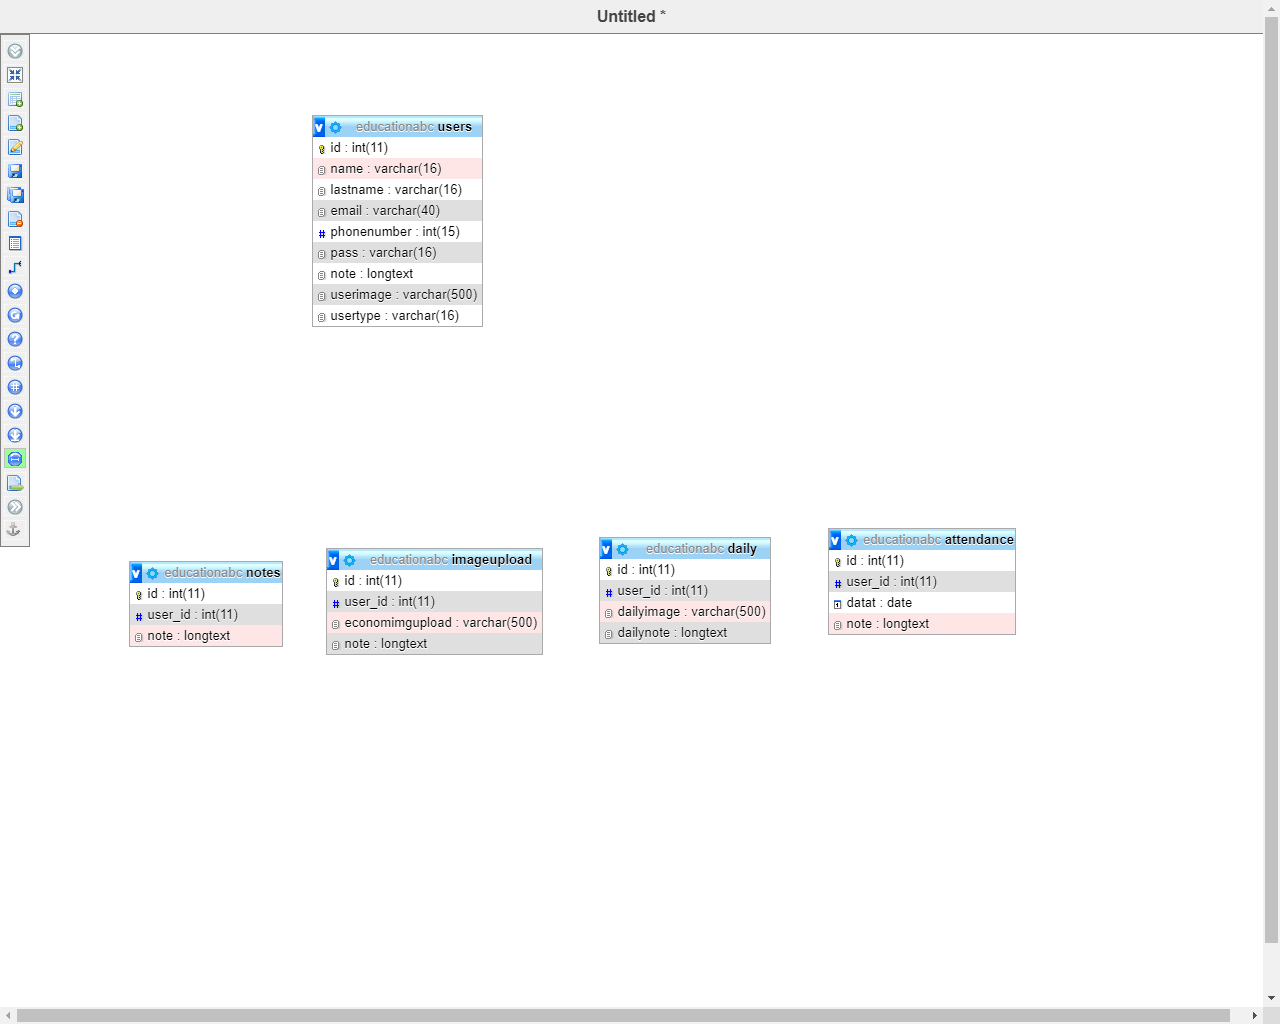 Untitled *
educationabc users
id : int(11)
name : varchar(16)
lastname : varchar(16)
email : varchar(40)
phonenumber : int(15)
pass : varchar(16)
note : longtext
userimage : varchar(500)
usertype : varchar(16)
educationabc notes
id : int(11)
user_id : int(11)
note : longtext
educationabc imageupload
id : int(11)
user_id : int(11)
economimgupload : varchar(500)
note : longtext
educationabc daily
id : int(11)
user_id : int(11)
dailyimage : varchar(500)
dailynote : longtext
educationabc attendance
id : int(11)
user_id : int(11)
datat : date
note : longtext